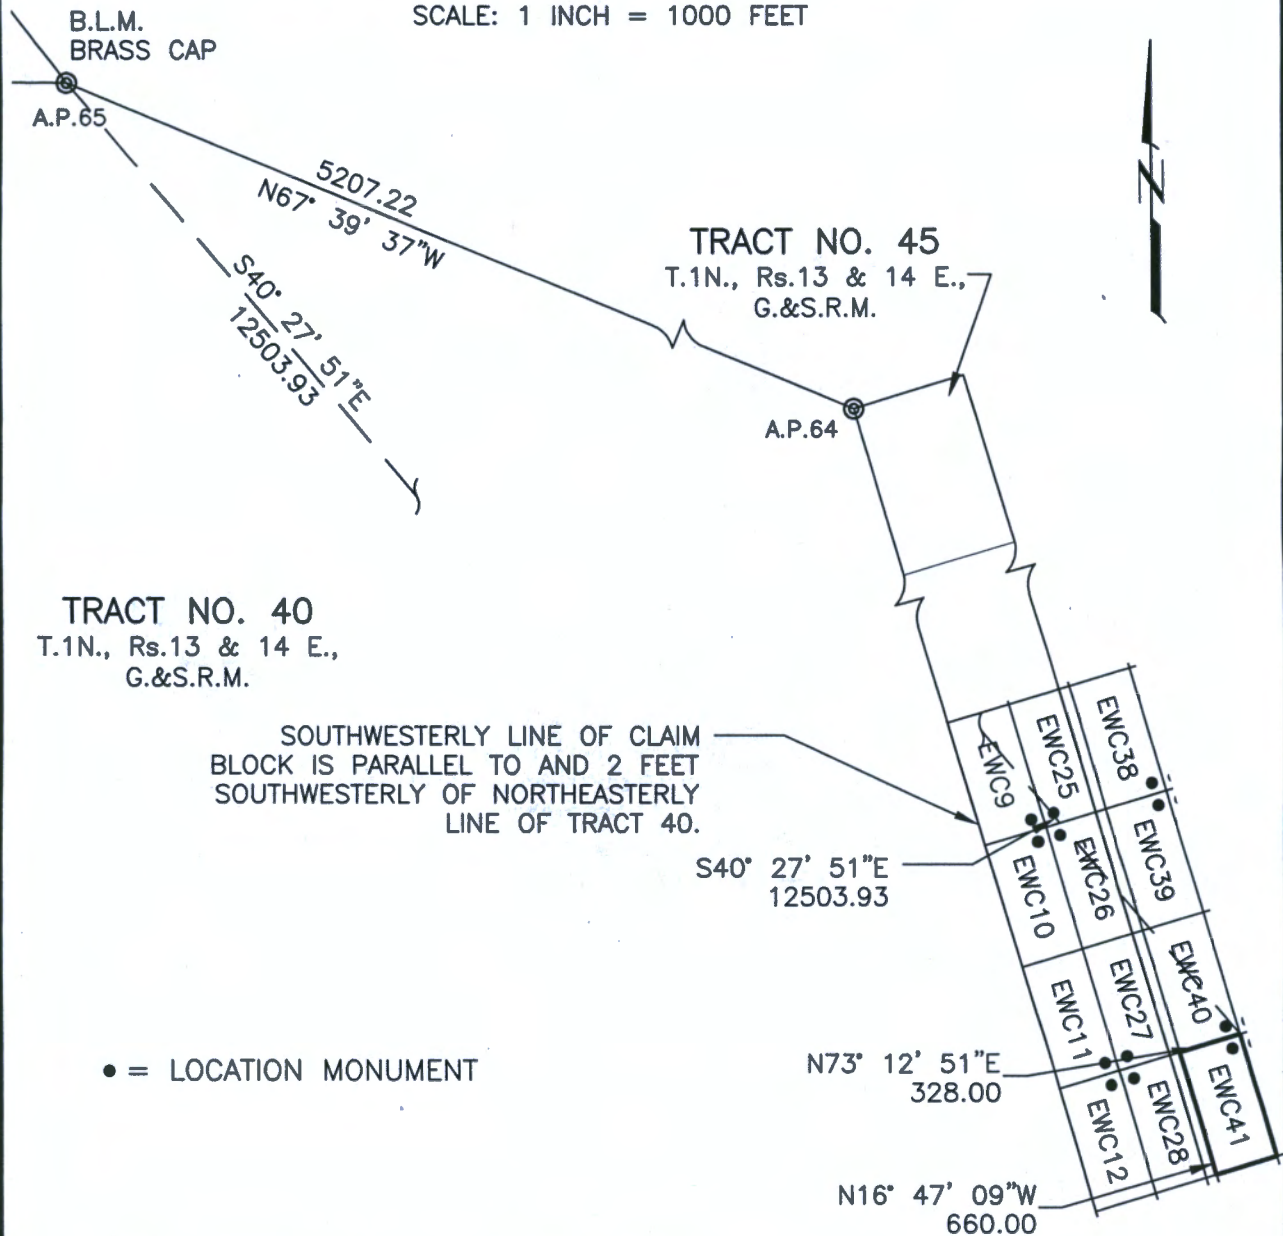 SCALE: 1 INCH = 1000 FEET
B.L.M.
BRASS CAP
A.P.65
5207.22
N67° 39' 37"W
N
TRACT NO. 45
T.1N., Rs.13 & 14 E.,
G.&S.R.M.
S40° 27' 51"E
12503.93
A.P.64
TRACT NO. 40
T.1N., Rs.13 & 14 E.,
G.&S.R.M.
SOUTHWESTERLY LINE OF CLAIM
BLOCK IS PARALLEL TO AND 2 FEET
SOUTHWESTERLY OF NORTHEASTERLY
LINE OF TRACT 40.
EWC9
EWC25
EWC38
S40° 27' 51"E
12503.93
EWC10
EWC26
EWC39
EWC11
EWC27
EWC40
● = LOCATION MONUMENT
N73° 12' 51"E
328.00
EWC12
EWC28
EWC41
N16° 47' 09"W
660.00